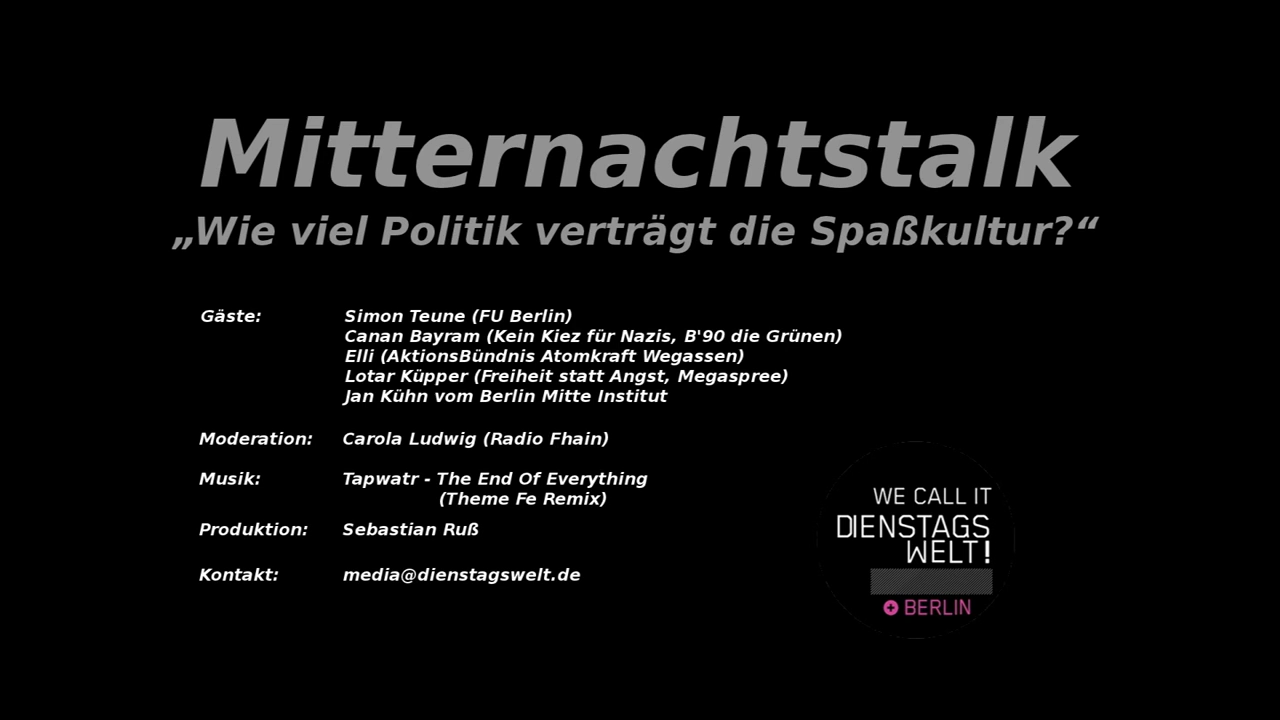 Mitternachtstalk
„Wie viel Politik verträgt die Spaßkultur?“
Gäste: Simon Teune (FU Berlin)
Canan Bayram (Kein Kiez für Nazis, B'90 die Grünen)
Elli (AktionsBündnis Atomkraft Wegassen)
Lotar Küpper (Freiheit statt Angst, Megaspree)
Jan Kühn vom Berlin Mitte Institut
Moderation: Carola Ludwig (Radio Fhain)
Musik: Tapwatr - The End Of Everything
(Theme Fe Remix)
Produktion: Sebastian Ruß
Kontakt: media@dienstagswelt.de
WE CALL IT
DIENSTAGS
WELT!
BERLIN